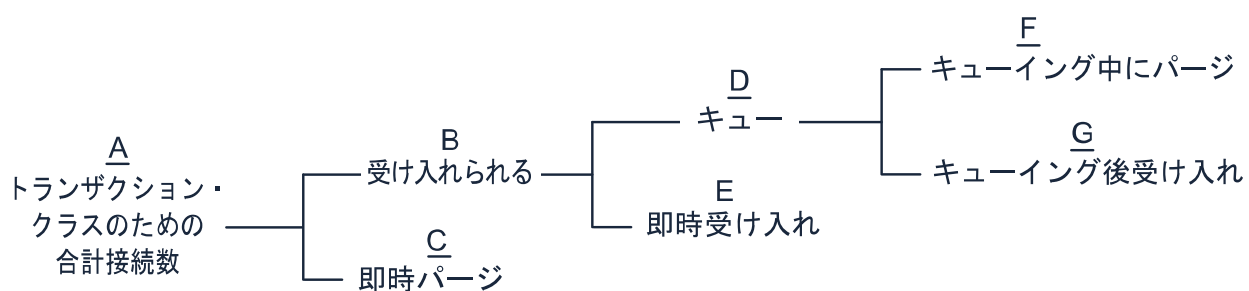 A
トランザクション・
クラスのための
合計接続数
B
受け入れられる
C
即時パージ
D
キュー
E
即時受け入れ
F
キューイング中にパージ
G
キューイング後受け入れ